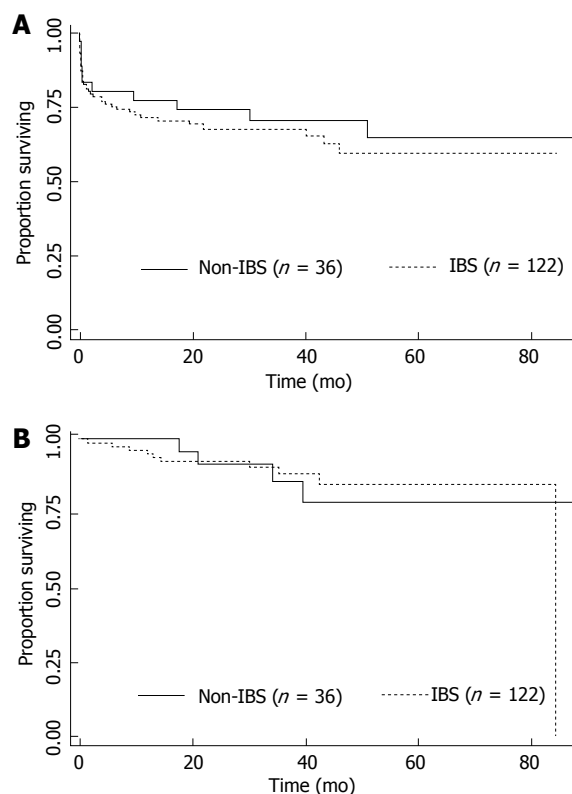 A
1.00
0.75
0.50
0.25
0.00
Proportion surviving
Non-IBS (n = 36)
IBS (n = 122)
0
20
40
60
80
Time (mo)
B
1.00
0.75
0.50
0.25
0.00
Proportion surviving
Non-IBS (n = 36)
IBS (n = 122)
0
20
40
60
80
Time (mo)